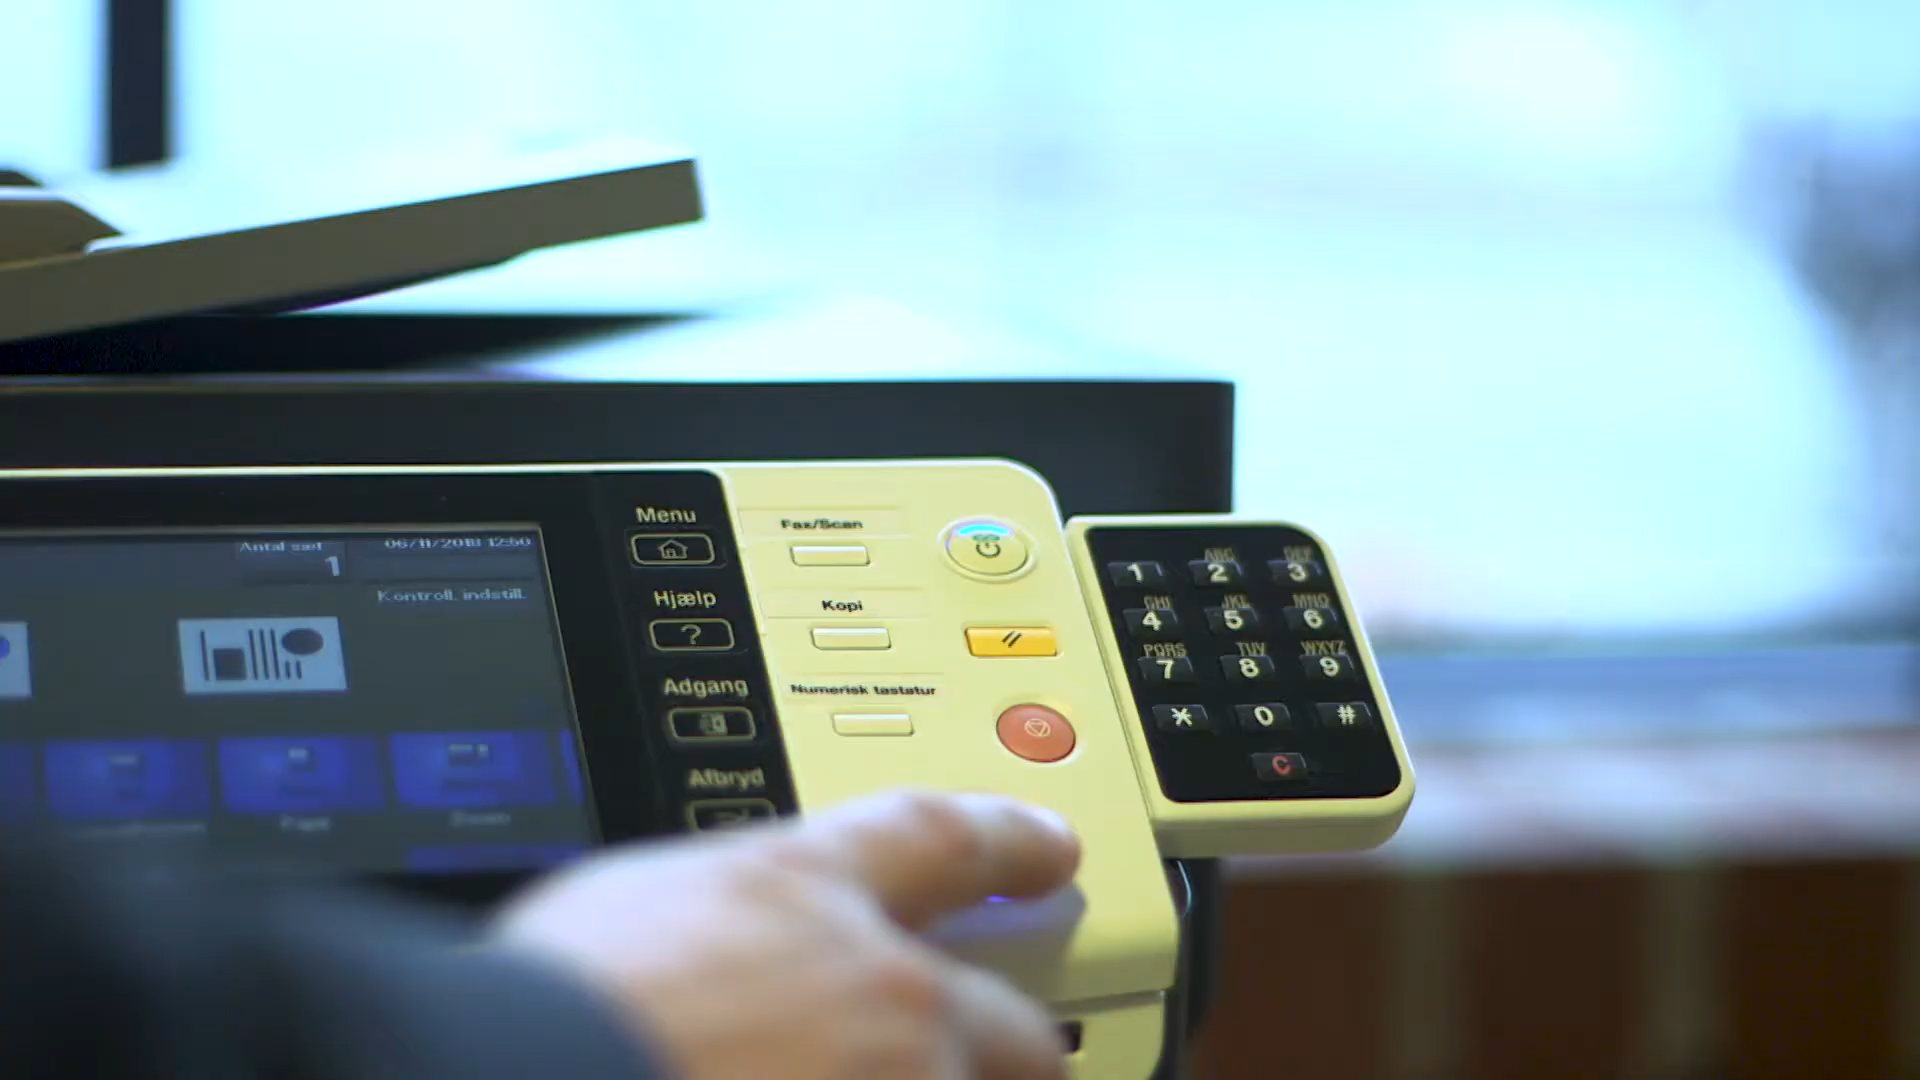 Antal sæt
1
06/11/2018 12:50
Kontroll. indstill.
Menu
Hjælp
?
Adgang
Afbryd
Fax/Scan
Kopi
Numerisk tastatur
1
ABC
2
DEF
3
GHI
4
JKL
5
MNO
6
PQRS
7
TUV
8
WXYZ
9
*
0
#
C